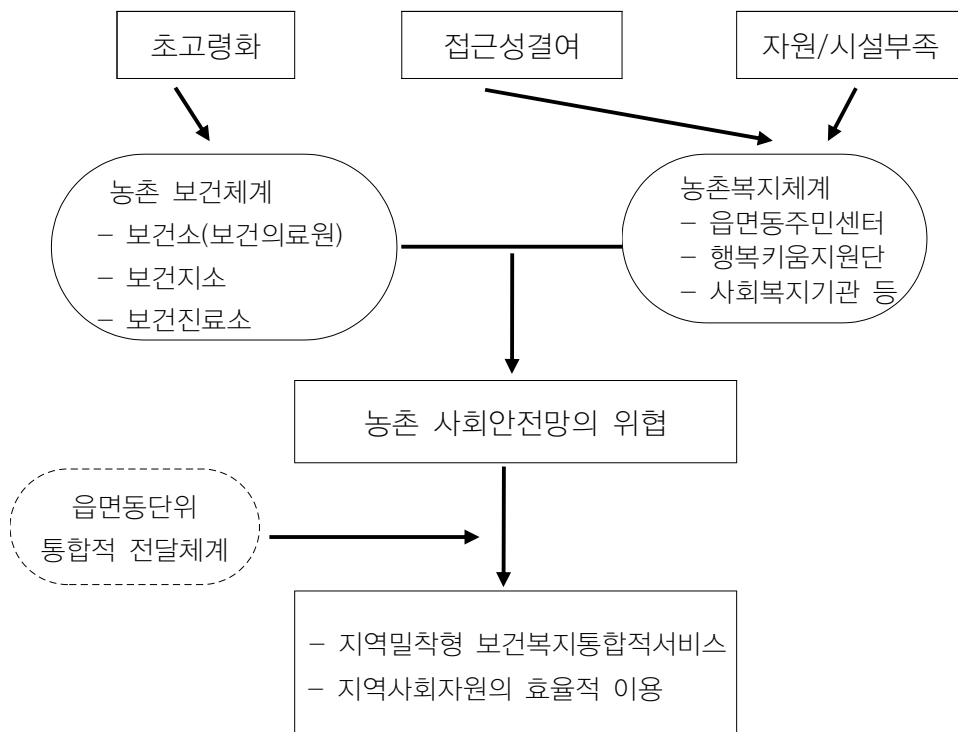 초고령화
접근성결여
자원/시설부족
농촌 보건체계
– 보건소(보건의료원)
– 보건지소
– 보건진료소
농촌복지체계
– 읍면동주민센터
– 행복키움지원단
– 사회복지기관 등
농촌 사회안전망의 위협
읍면동단위
통합적 전달체계
– 지역밀착형 보건복지통합적서비스
– 지역사회자원의 효율적 이용